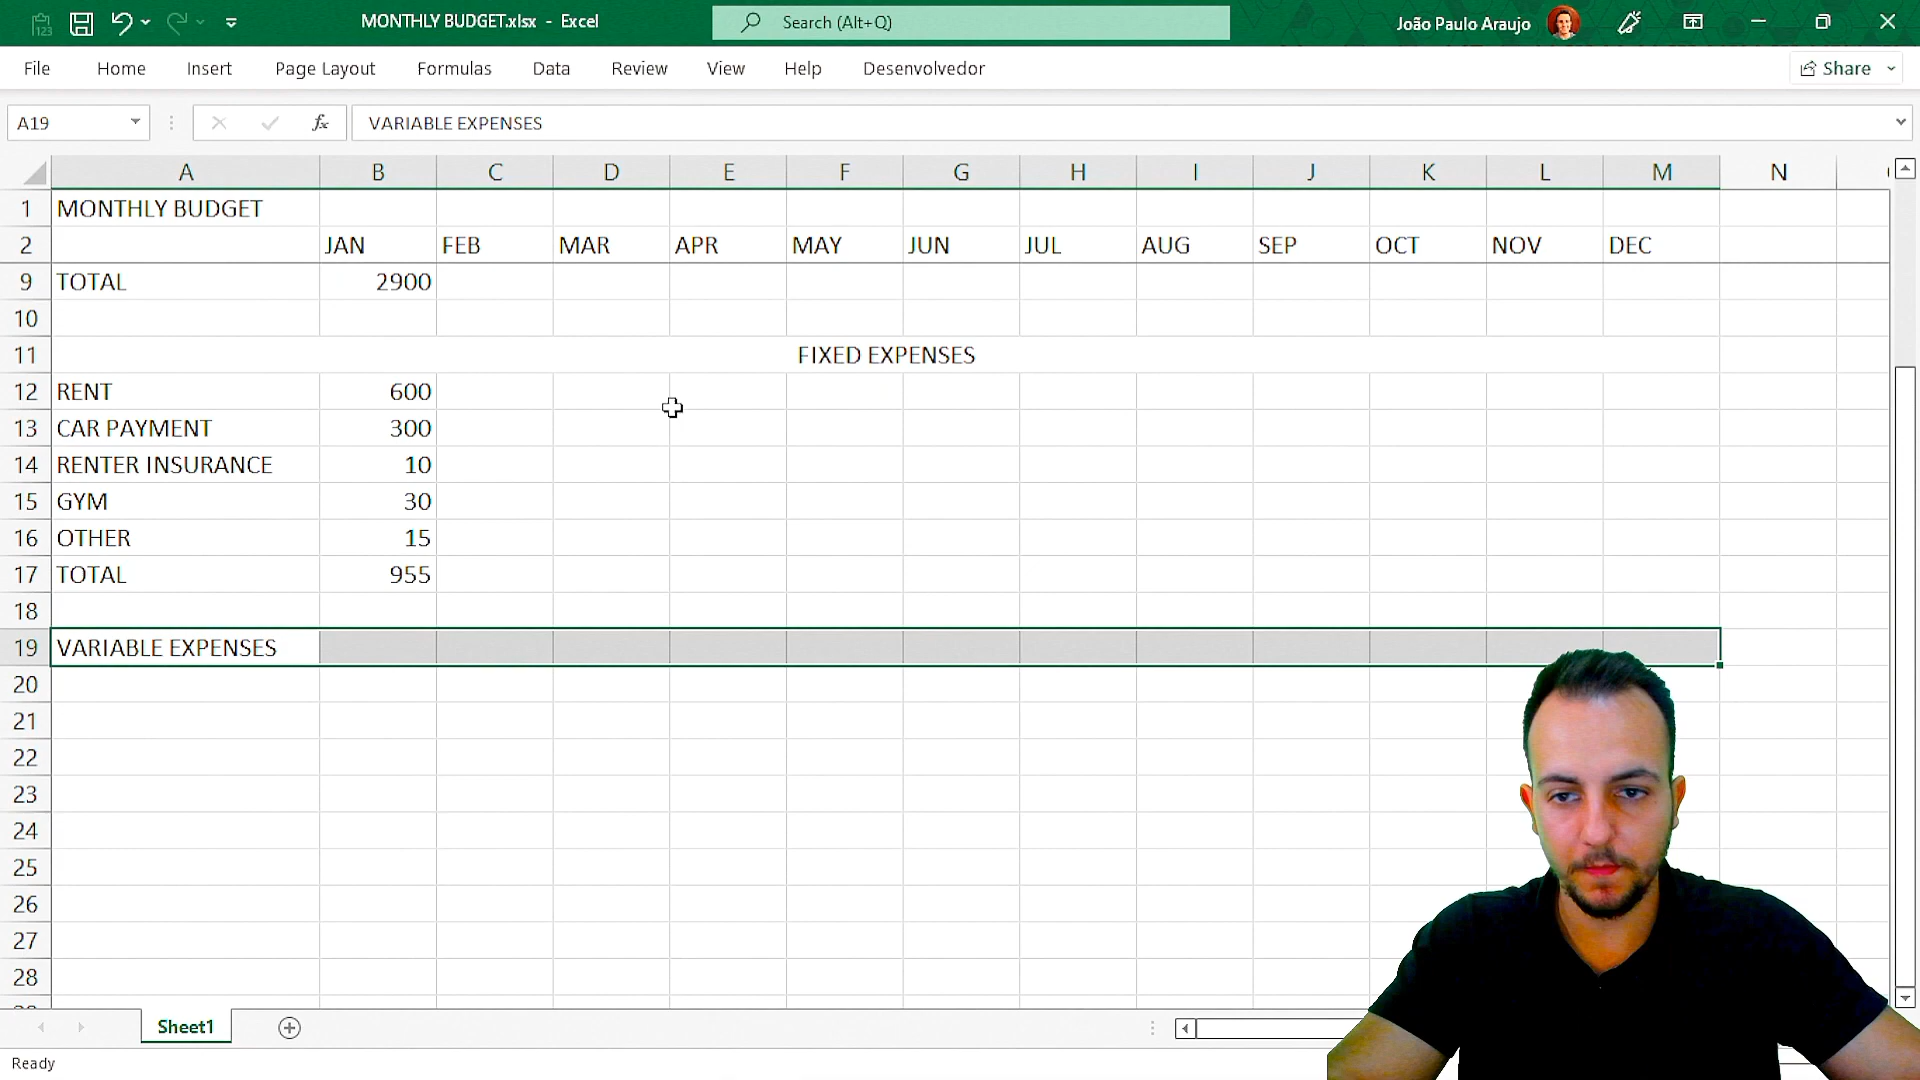 MONTHLY BUDGET.xlsx - Excel
Search (Alt+Q)
João Paulo Araujo
File Home Insert Page Layout Formulas Data Review View Help Desenvolvedor Share
A19 fx VARIABLE EXPENSES
A B C D E F G H I J K L M N
1 MONTHLY BUDGET
2 JAN FEB MAR APR MAY JUN JUL AUG SEP OCT NOV DEC
9 TOTAL 2900
10
11 FIXED EXPENSES
12 RENT 600
13 CAR PAYMENT 300
14 RENTER INSURANCE 10
15 GYM 30
16 OTHER 15
17 TOTAL 955
18
19 VARIABLE EXPENSES
20
21
22
23
24
25
26
27
28
Sheet1
Ready